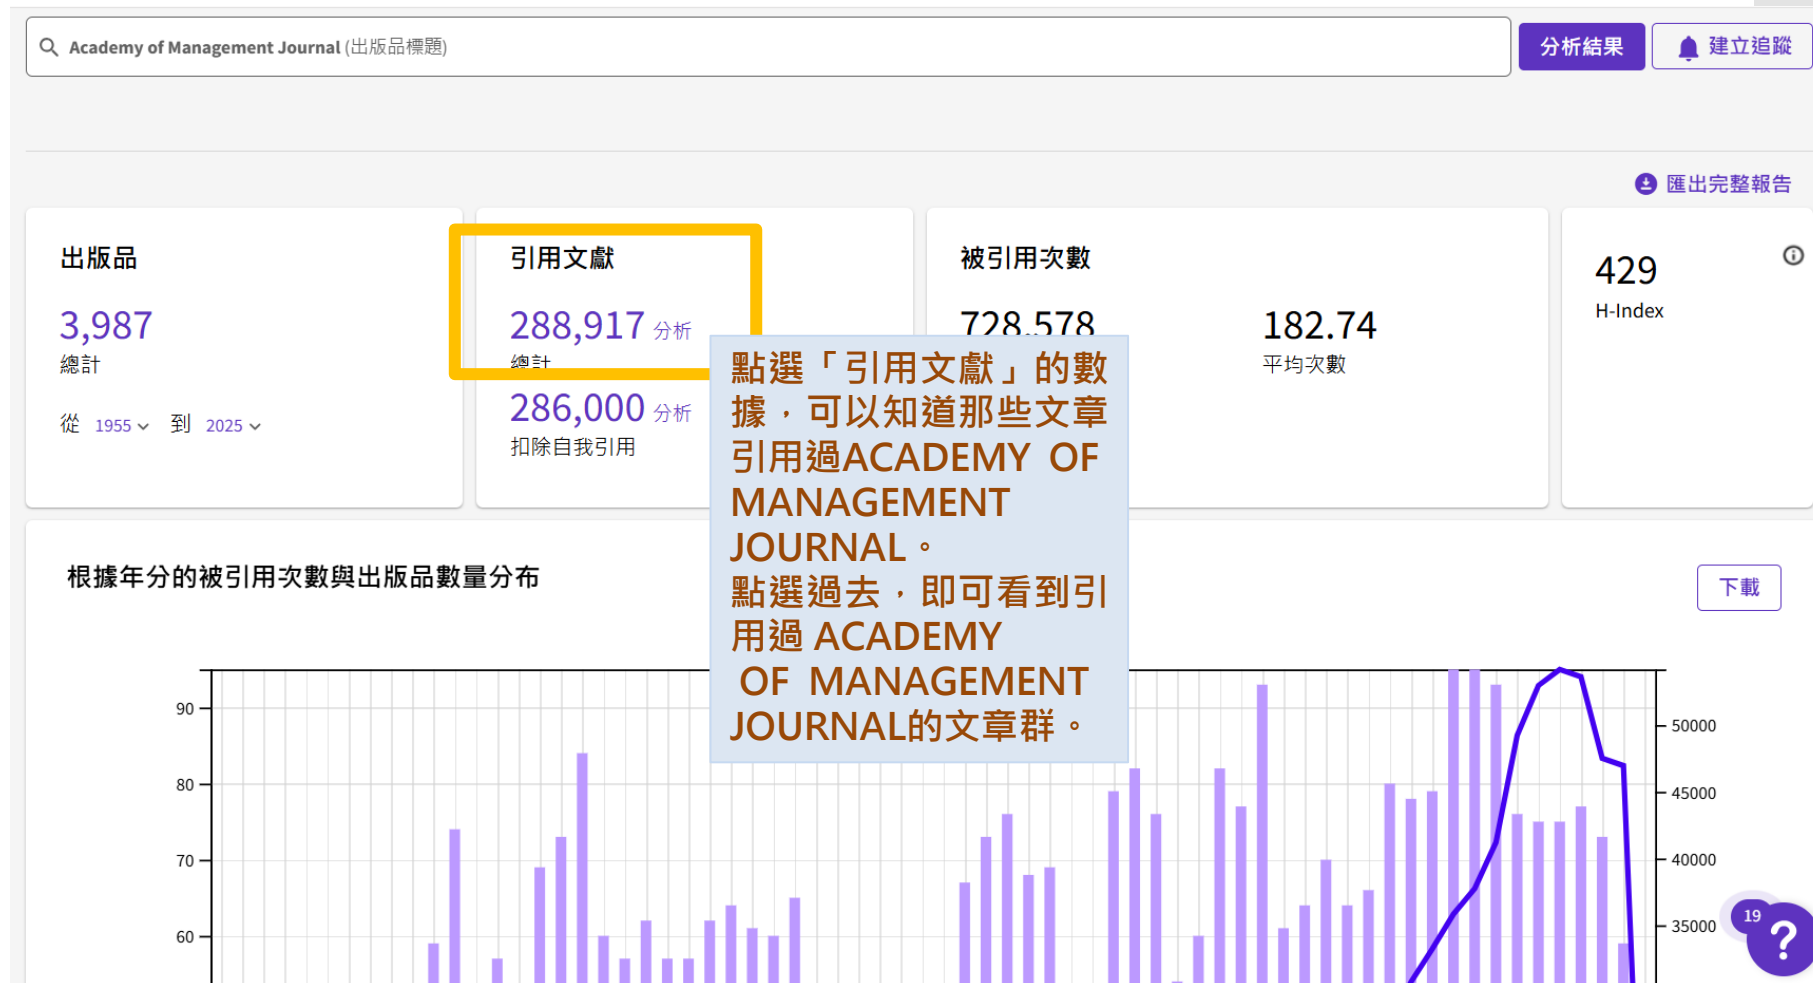 Academy of Management Journal (出版品標題)
分析結果
建立追蹤
匯出完整報告
出版品
3,987
總計
從 1955 到 2025
引用文獻
288,917 分析
總計
286,000 分析
扣除自我引用
被引用次數
728,578
182.74
平均次數
429
H-Index
點選「引用文獻」的數
據，可以知道那些文章
引用過ACADEMY OF
MANAGEMENT
JOURNAL。
點選過去，即可看到引
用過 ACADEMY
OF MANAGEMENT
JOURNAL的文章群。
根據年分的被引用次數與出版品數量分布
下載
90
80
70
60
50000
45000
40000
35000
19
?